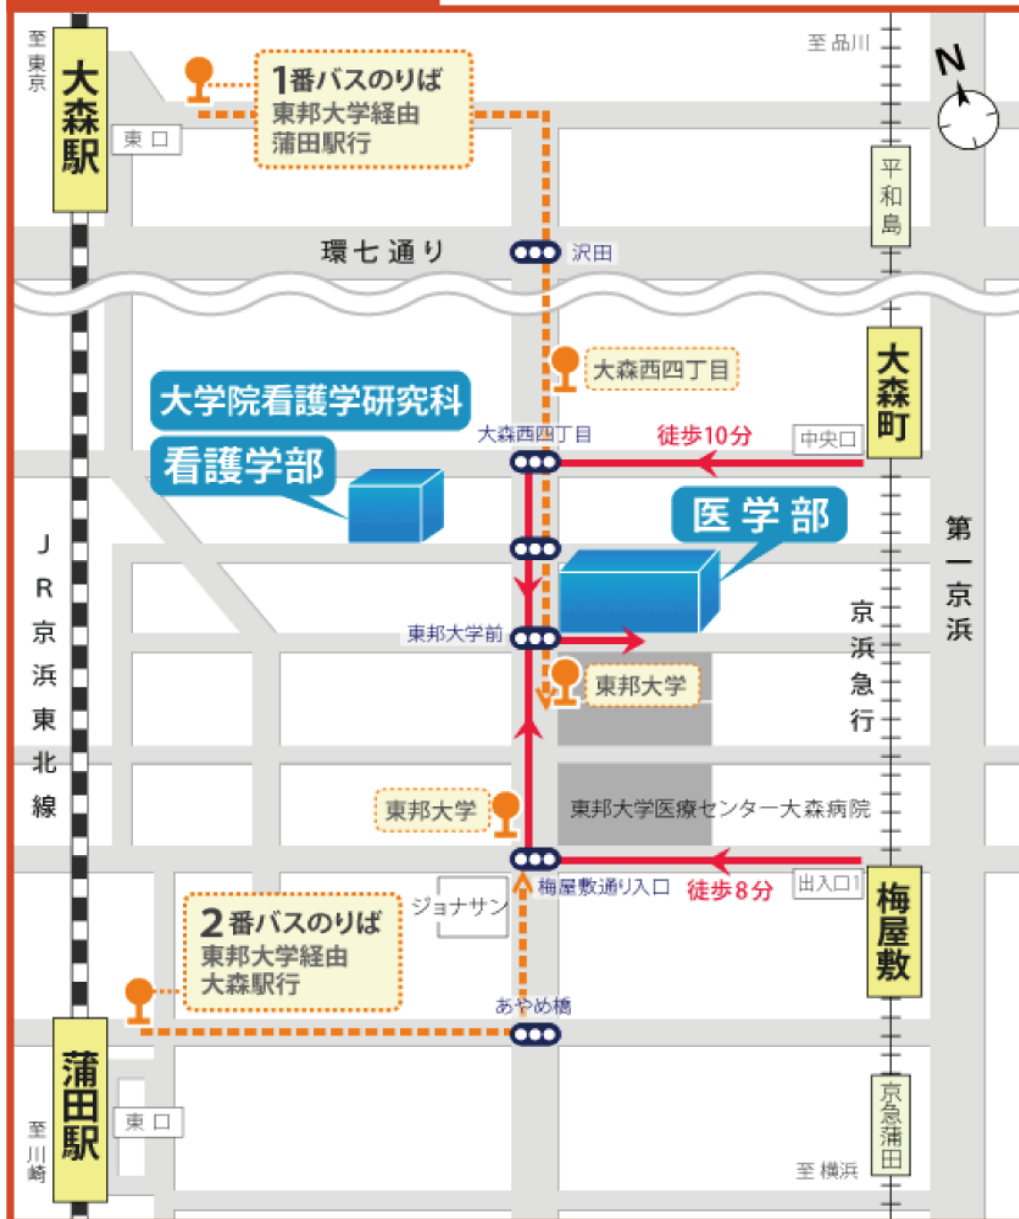 至東京
大森駅
東口
1番バスのりば
東邦大学経由
蒲田駅行
至品川
N
平和島
環七通り
沢田
大森西四丁目
大森町
大学院看護学研究科
看護学部
大森西四丁目
徒歩10分
中央口
医学部
JR京浜東北線
第一京浜
京浜急行
東邦大学前
東邦大学
東邦大学
東邦大学医療センター大森病院
梅屋敷通り入口
徒歩8分
出入口1
梅屋敷
ジョナサン
2番バスのりば
東邦大学経由
大森駅行
あやめ橋
蒲田駅
東口
至川崎
京急蒲田
至横浜